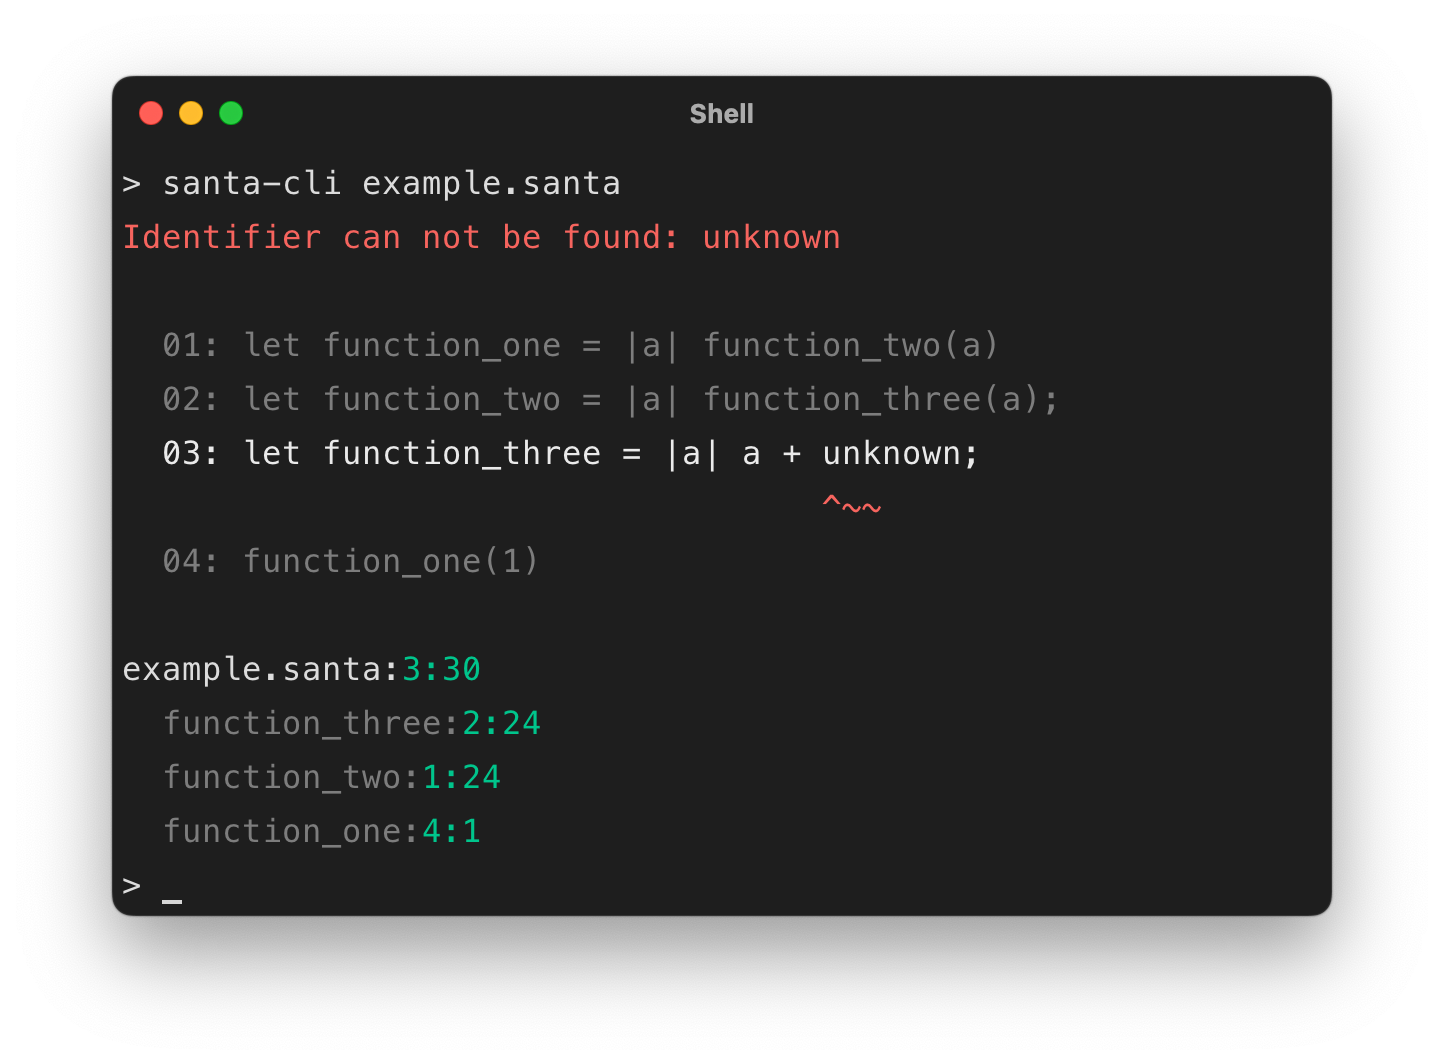 Shell
> santa-cli example.santa
Identifier can not be found: unknown
01: let function_one = |a| function_two(a)
02: let function_two = |a| function_three(a);
03: let function_three = |a| a + unknown;
^~~
04: function_one(1)
example.santa:3:30
function_three:2:24
function_two:1:24
function_one:4:1
> _